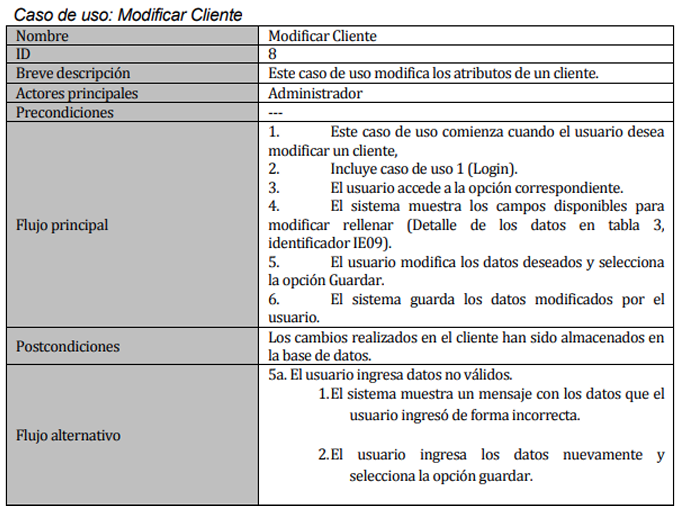 Caso de uso: Modificar Cliente
Nombre Modificar Cliente
ID 8
Breve descripción Este caso de uso modifica los atributos de un cliente.
Actores principales Administrador
Precondiciones ---
Flujo principal
1. Este caso de uso comienza cuando el usuario desea
modificar un cliente,
2. Incluye caso de uso 1 (Login).
3. El usuario accede a la opción correspondiente.
4. El sistema muestra los campos disponibles para
modificar rellenar (Detalle de los datos en tabla 3,
identificador IE09).
5. El usuario modifica los datos deseados y selecciona
la opción Guardar.
6. El sistema guarda los datos modificados por el
usuario.
Postcondiciones
Los cambios realizados en el cliente han sido almacenados en
la base de datos.
Flujo alternativo
5a. El usuario ingresa datos no válidos.
1.El sistema muestra un mensaje con los datos que el
usuario ingresó de forma incorrecta.
2.El usuario ingresa los datos nuevamente y
selecciona la opción guardar.